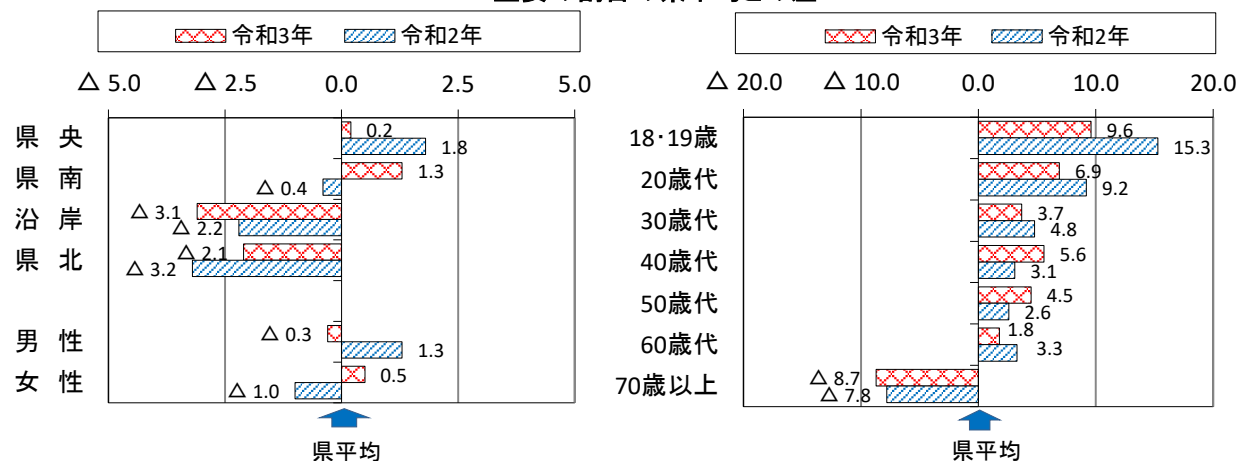 令和3年 令和2年
△ 5.0 △ 2.5 0.0 2.5 5.0
県 央 0.2
1.8
県 南 1.3
△ 0.4
沿 岸 △ 3.1
△ 2.2
県 北 △ 2.1
△ 3.2
男 性 △ 0.3
1.3
女 性 0.5
△ 1.0
県平均
令和3年 令和2年
△ 20.0 △ 10.0 0.0 10.0 20.0
18・19歳 9.6
15.3
20歳代 6.9
9.2
30歳代 3.7
4.8
40歳代 5.6
3.1
50歳代 4.5
2.6
60歳代 1.8
3.3
70歳以上 △ 8.7
△ 7.8
県平均